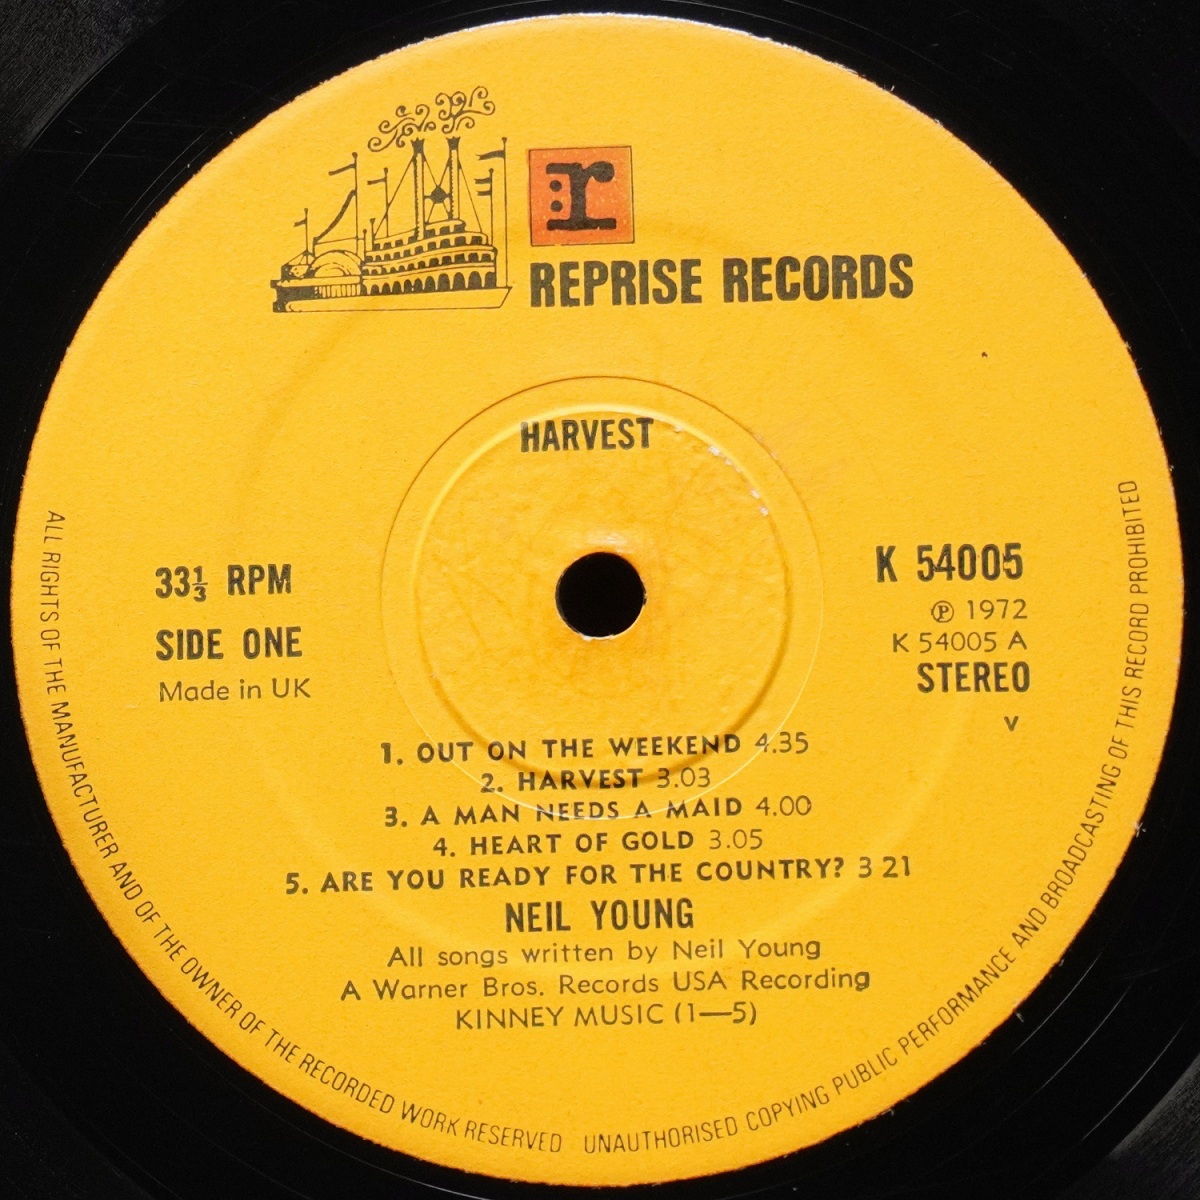 r
REPRISE RECORDS
HARVEST
33⅓ RPM
SIDE ONE
Made in UK
K 54005
℗ 1972
K 54005 A
STEREO
v
1. OUT ON THE WEEKEND 4.35
2. HARVEST 3.03
3. A MAN NEEDS A MAID 4.00
4. HEART OF GOLD 3.05
5. ARE YOU READY FOR THE COUNTRY? 3 21
NEIL YOUNG
All songs written by Neil Young
A Warner Bros. Records USA Recording
KINNEY MUSIC (1—5)
ALL RIGHTS OF THE MANUFACTURER AND OF THE OWNER OF THE RECORDED WORK RESERVED UNAUTHORISED COPYING PUBLIC PERFORMANCE AND BROADCASTING OF THIS RECORD PROHIBITED